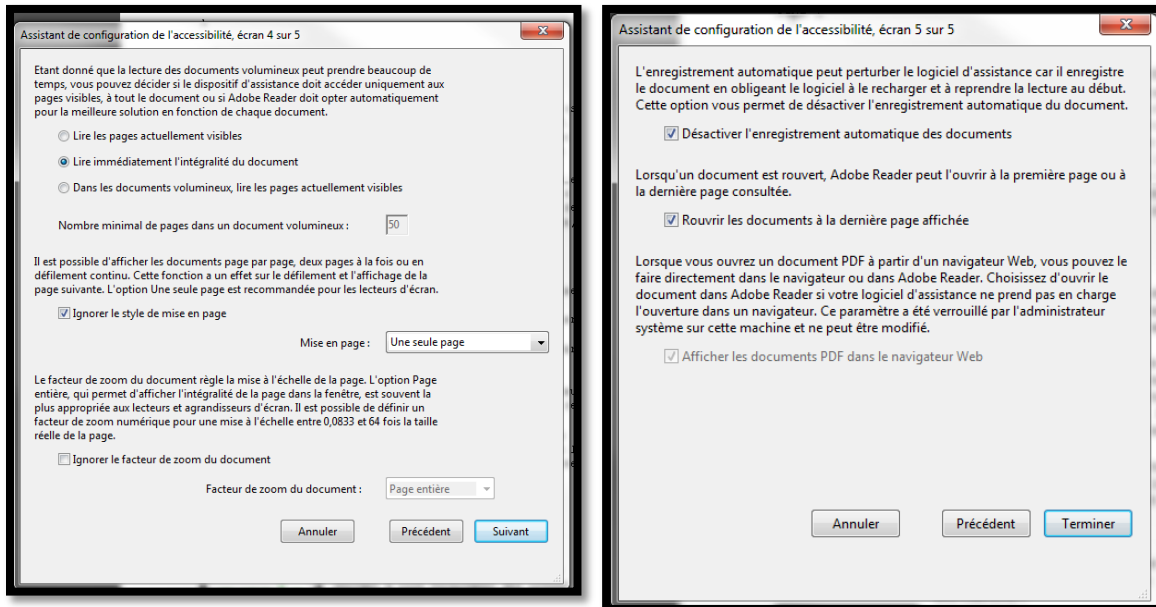 Assistant de configuration de l'accessibilité, écran 4 sur 5
Etant donné que la lecture des documents volumineux peut prendre beaucoup de
temps, vous pouvez décider si le dispositif d'assistance doit accéder uniquement aux
pages visibles, à tout le document ou si Adobe Reader doit opter automatiquement
pour la meilleure solution en fonction de chaque document.
Lire les pages actuellement visibles
Lire immédiatement l'intégralité du document
Dans les documents volumineux, lire les pages actuellement visibles
Nombre minimal de pages dans un document volumineux : 50
Il est possible d'afficher les documents page par page, deux pages à la fois ou en
défilement continu. Cette fonction a un effet sur le défilement et l'affichage de la
page suivante. L'option Une seule page est recommandée pour les lecteurs d'écran.
Ignorer le style de mise en page
Mise en page : Une seule page
Le facteur de zoom du document règle la mise à l'échelle de la page. L'option Page
entière, qui permet d'afficher l'intégralité de la page dans la fenêtre, est souvent la
plus appropriée aux lecteurs et agrandisseurs d'écran. Il est possible de définir un
facteur de zoom numérique pour une mise à l'échelle entre 0,0833 et 64 fois la taille
réelle de la page.
Ignorer le facteur de zoom du document
Facteur de zoom du document : Page entière
Annuler Précédent Suivant
Assistant de configuration de l'accessibilité, écran 5 sur 5
L'enregistrement automatique peut perturber le logiciel d'assistance car il enregistre
le document en obligeant le logiciel à le recharger et à reprendre la lecture au début.
Cette option vous permet de désactiver l'enregistrement automatique du document.
Désactiver l'enregistrement automatique des documents
Lorsqu'un document est rouvert, Adobe Reader peut l'ouvrir à la première page ou à
la dernière page consultée.
Rouvrir les documents à la dernière page affichée
Lorsque vous ouvrez un document PDF à partir d'un navigateur Web, vous pouvez le
faire directement dans le navigateur ou dans Adobe Reader. Choisissez d'ouvrir le
document dans Adobe Reader si votre logiciel d'assistance ne prend pas en charge
l'ouverture dans un navigateur. Ce paramètre a été verrouillé par l'administrateur
système sur cette machine et ne peut être modifié.
Afficher les documents PDF dans le navigateur Web
Annuler Précédent Terminer